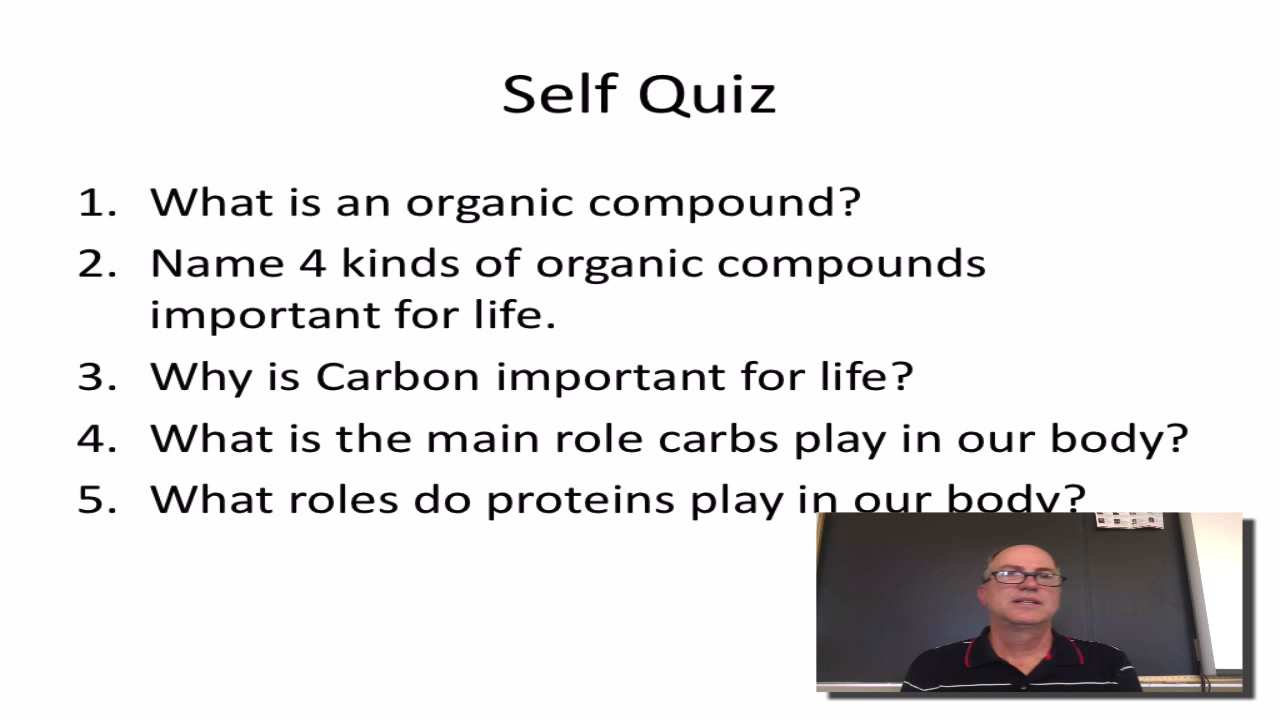 Self Quiz
1. What is an organic compound?
2. Name 4 kinds of organic compounds
important for life.
3. Why is Carbon important for life?
4. What is the main role carbs play in our body?
5. What roles do proteins play in our body?